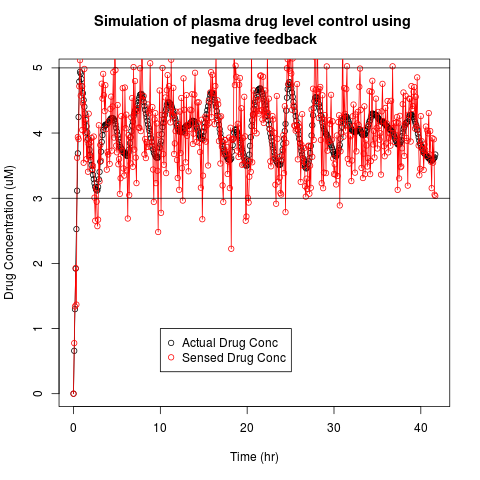 Simulation of plasma drug level control using
negative feedback
Drug Concentration (uM)
5
4
3
2
1
0
Actual Drug Conc
Sensed Drug Conc
0
10
20
30
40
Time (hr)